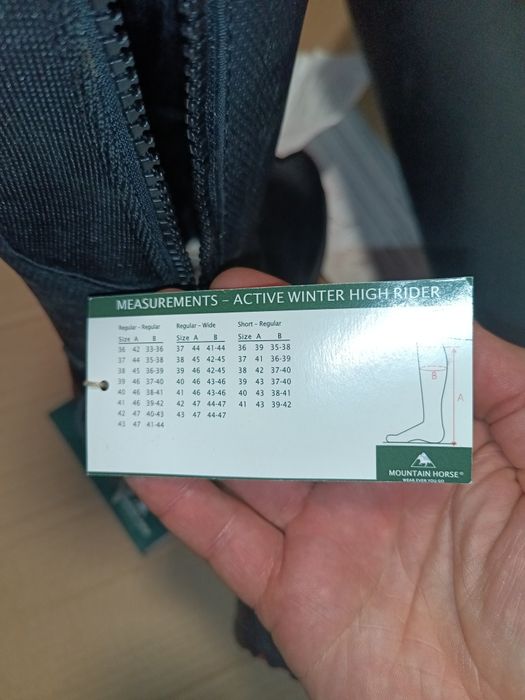 MEASUREMENTS – ACTIVE WINTER HIGH RIDER
Regular - Regular
Size A B
36 42 33-36
37 44 35-38
38 45 36-39
39 46 37-40
40 46 38-41
41 46 39-42
42 47 40-43
43 47 41-44
Regular - Wide
Size A B
37 44 41-44
38 45 42-45
39 46 42-45
40 46 43-46
41 46 43-46
42 47 44-47
43 47 44-47
Short - Regular
Size A B
36 39 35-38
37 41 36-39
38 42 37-40
39 43 37-40
40 43 38-41
41 43 39-42
B
A
MOUNTAIN HORSE®
WEAR EVER YOU GO